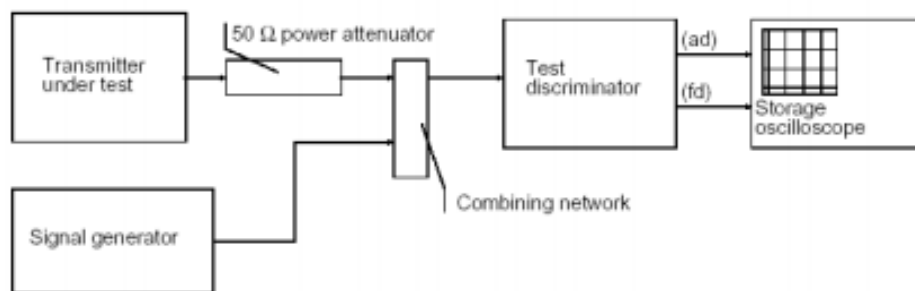 50 Ω power attenuator
Transmitter
under test
Test
discriminator
(ad)
(fd)
Storage
oscilloscope
Combining network
Signal generator